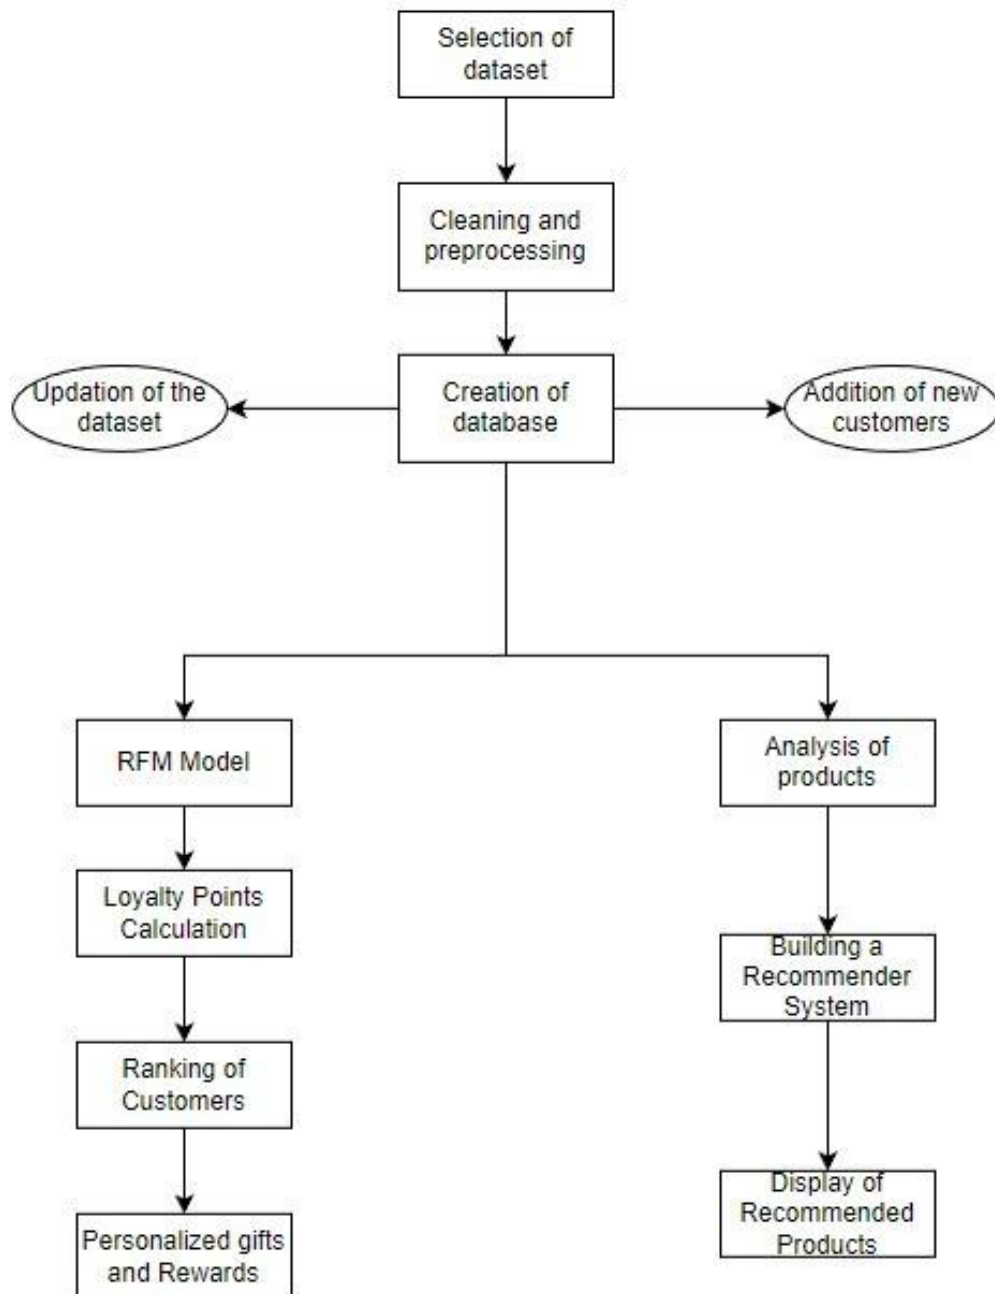 Selection of
dataset
Cleaning and
preprocessing
Updation of the
dataset
Creation of
database
Addition of new
customers
RFM Model
Analysis of
products
Loyalty Points
Calculation
Building a
Recommender
System
Ranking of
Customers
Display of
Recommended
Products
Personalized gifts
and Rewards